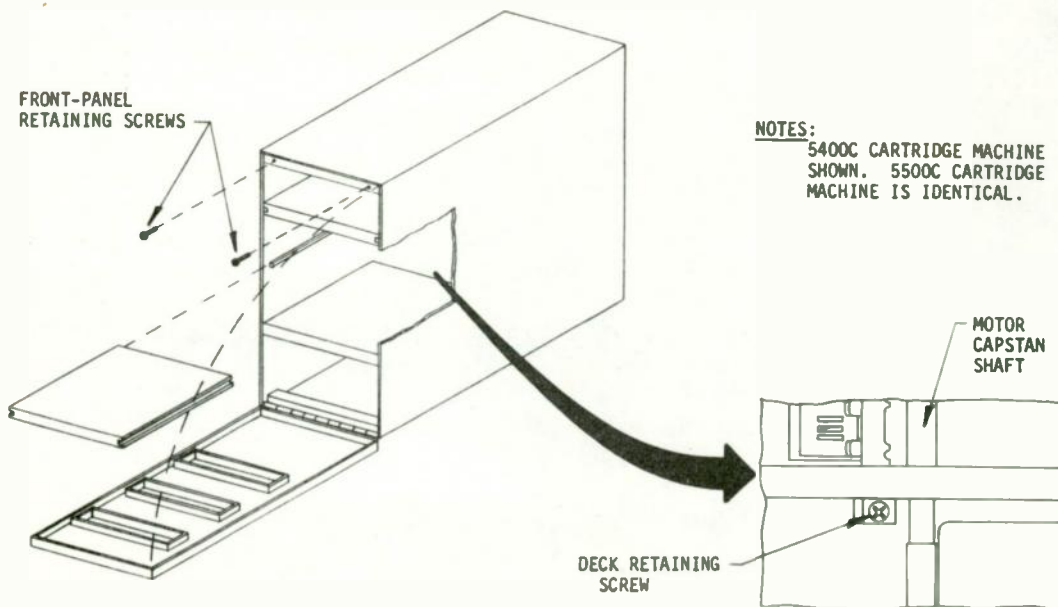 FRONT-PANEL
RETAINING SCREWS
NOTES:
5400C CARTRIDGE MACHINE
SHOWN. 5500C CARTRIDGE
MACHINE IS IDENTICAL.
MOTOR
CAPSTAN
SHAFT
DECK RETAINING
SCREW